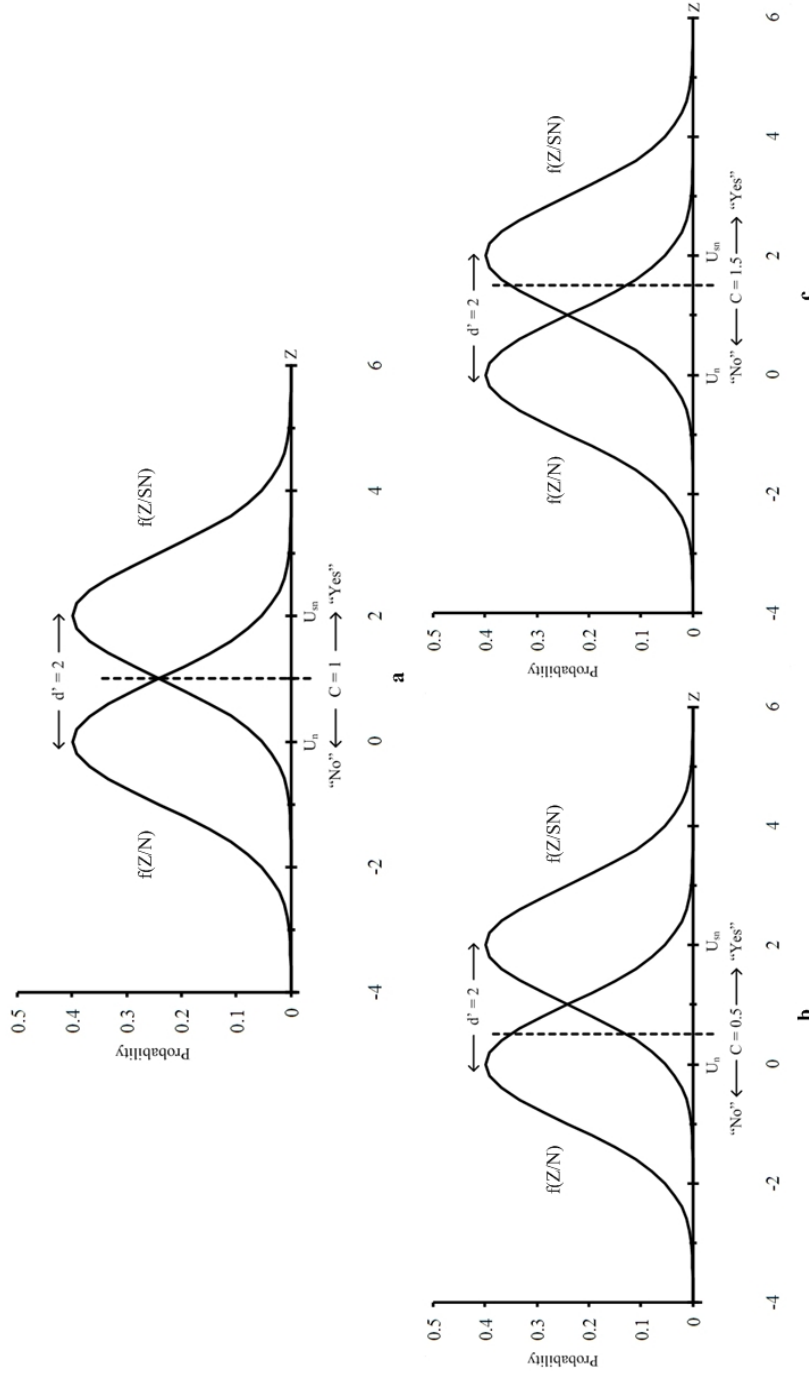 0.5
0.4
0.3
0.2
0.1
0
Probability
d' = 2
f(Z/N)
f(Z/SN)
Z
Un
Usn
“No” C = 1 “Yes”
-4
-2
0
2
4
6
a
0.5
0.4
0.3
0.2
0.1
0
Probability
d' = 2
f(Z/N)
f(Z/SN)
Z
Un
Usn
“No” C = 0.5 “Yes”
-4
-2
0
2
4
6
b
0.5
0.4
0.3
0.2
0.1
0
Probability
d' = 2
f(Z/N)
f(Z/SN)
Z
Un
Usn
“No” C = 1.5 “Yes”
-4
-2
0
2
4
6
c